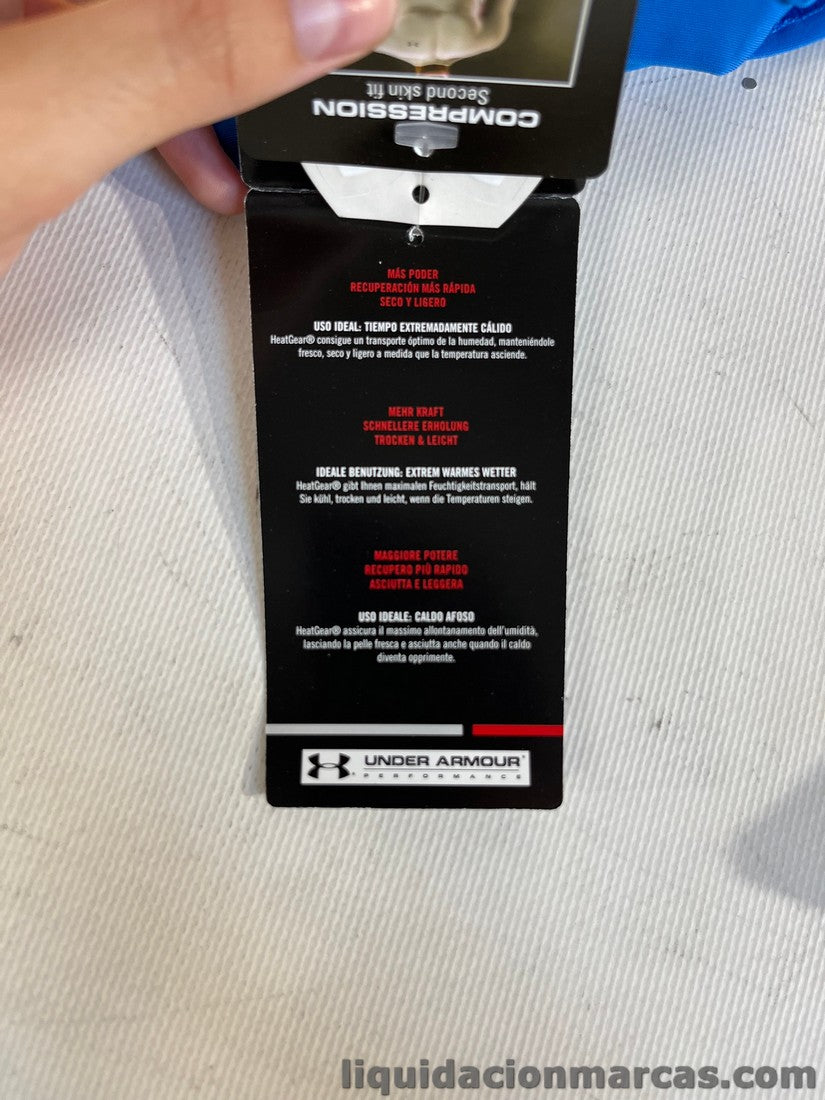 COMPRESSION
Second skin fit
MÁS PODER
RECUPERACIÓN MÁS RÁPIDA
SECO Y LIGERO
USO IDEAL: TIEMPO EXTREMADAMENTE CÁLIDO
HeatGear® consigue un transporte óptimo de la humedad, manteniéndole
fresco, seco y ligero a medida que la temperatura asciende.
MEHR KRAFT
SCHNELLERE ERHOLUNG
TROCKEN & LEICHT
IDEALE BENUTZUNG: EXTREM WARMES WETTER
HeatGear® gibt Ihnen maximalen Feuchtigkeitstransport, hält
Sie kühl, trocken und leicht, wenn die Temperaturen steigen.
MAGGIORE POTERE
RECUPERO PIÙ RAPIDO
ASCIUTTA E LEGGERA
USO IDEALE: CALDO AFOSO
HeatGear® assicura il massimo allontanamento dell'umidità,
lasciando la pelle fresca e asciutta anche quando il caldo
diventa opprimente.
UNDER ARMOUR
PERFORMANCE
liquidacionmarcas.com